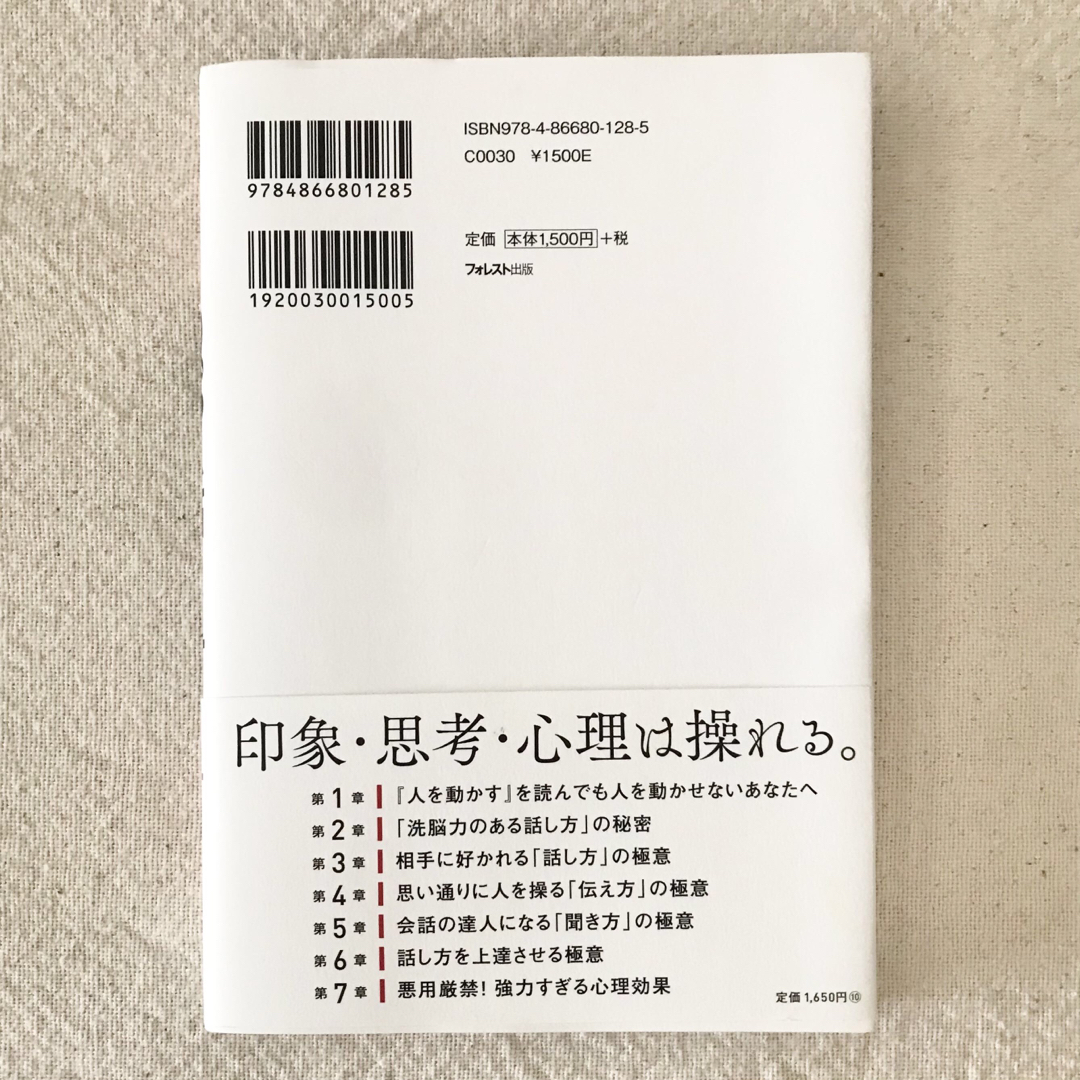 ISBN978-4-86680-128-5
C0030 ¥1500E
9784866801285
定価 本体1,500円+税
フォレスト出版
1920030015005
印象・思考・心理は操れる。
第1章 『人を動かす』を読んでも人を動かせないあなたへ
第2章 「洗脳力のある話し方」の秘密
第3章 相手に好かれる「話し方」の極意
第4章 思い通りに人を操る「伝え方」の極意
第5章 会話の達人になる「聞き方」の極意
第6章 話し方を上達させる極意
第7章 悪用厳禁!強力すぎる心理効果
定価 1,650円⑩